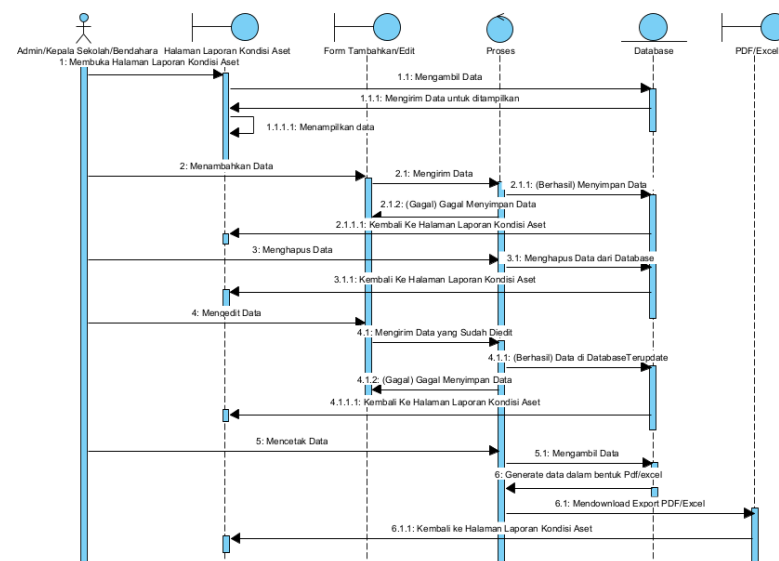 Admin/Kepala Sekolah/Bendahara
Halaman Laporan Kondisi Aset
Form Tambahkan/Edit
Proses
Database
PDF/Excel
1: Membuka Halaman Laporan Kondisi Aset
1.1: Mengambil Data
1.1.1: Mengirim Data untuk ditampilkan
1.1.1.1: Menampilkan data
2: Menambahkan Data
2.1: Mengirim Data
2.1.1: (Berhasil) Menyimpan Data
2.1.2: (Gagal) Gagal Menyimpan Data
2.1.1.1: Kembali Ke Halaman Laporan Kondisi Aset
3: Menghapus Data
3.1: Menghapus Data dari Database
3.1.1: Kembali Ke Halaman Laporan Kondisi Aset
4: Mengedit Data
4.1: Mengirim Data yang Sudah Diedit
4.1.1: (Berhasil) Data di DatabaseTerupdate
4.1.2: (Gagal) Gagal Menyimpan Data
4.1.1.1: Kembali Ke Halaman Laporan Kondisi Aset
5: Mencetak Data
5.1: Mengambil Data
6: Generate data dalam bentuk Pdf/excel
6.1: Mendownload Export PDF/Excel
6.1.1: Kembali ke Halaman Laporan Kondisi Aset